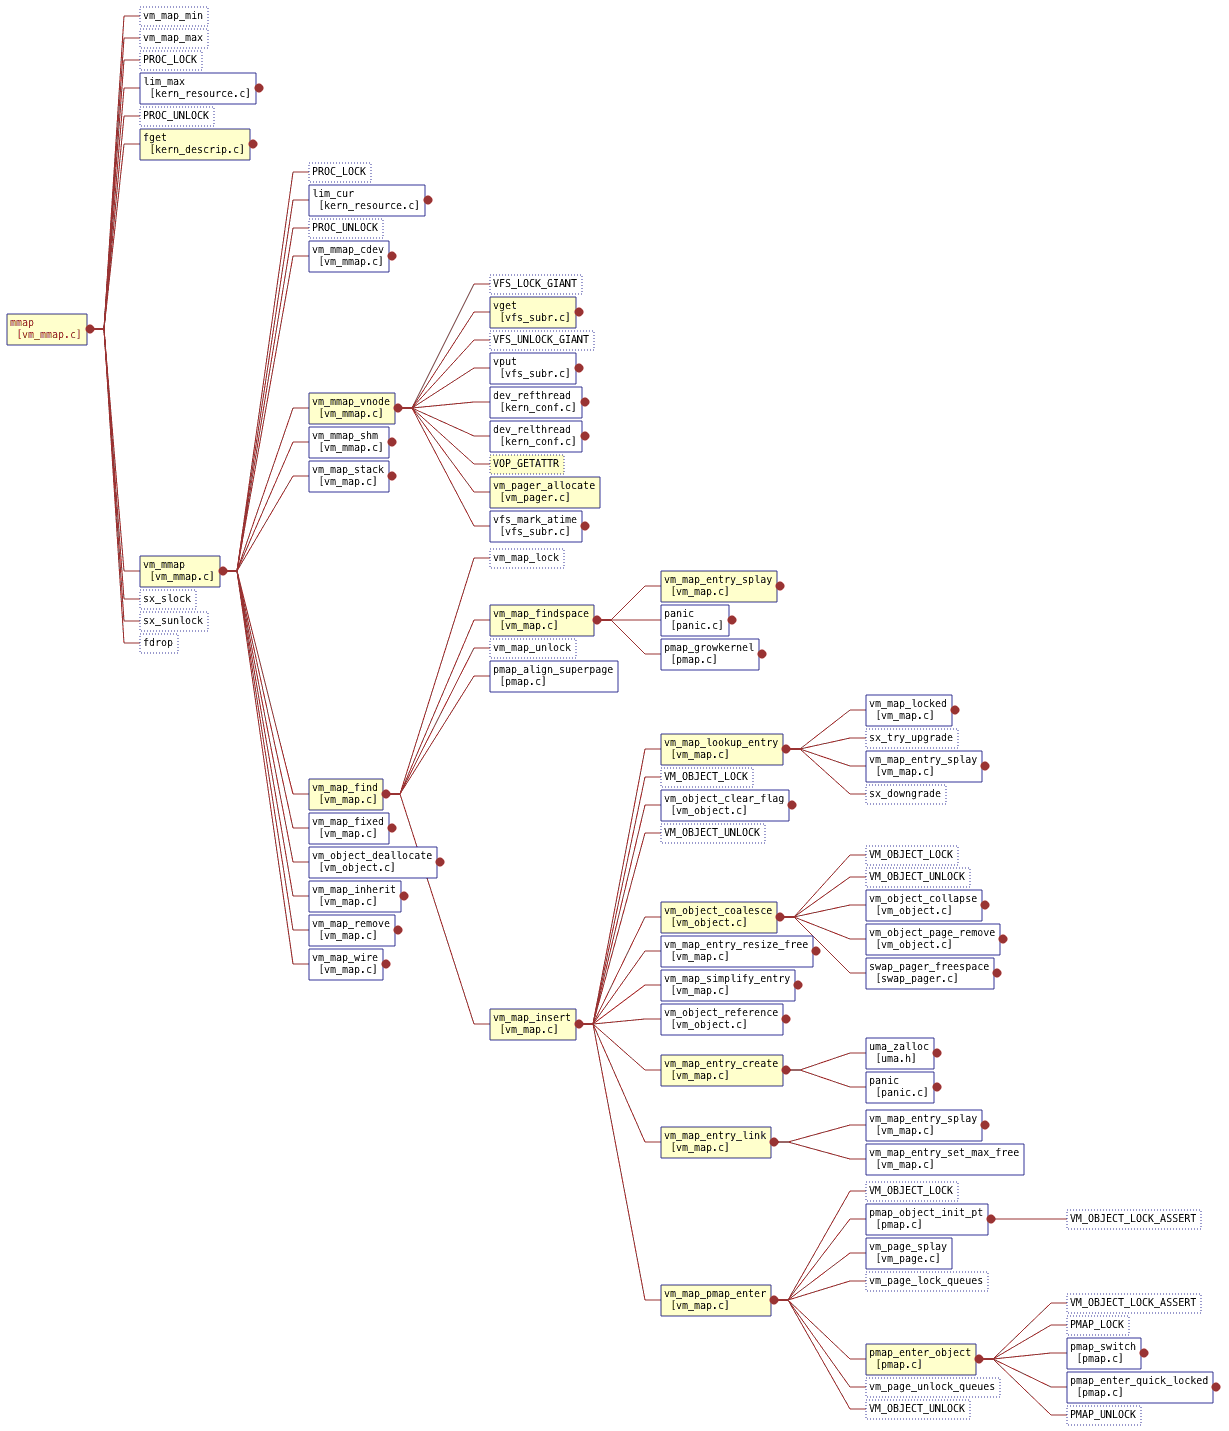 vm_map_min
vm_map_max
PROC_LOCK
lim_max
[kern_resource.c]
PROC_UNLOCK
fget
[kern_descrip.c]
mmap
[vm_mmap.c]
vm_mmap
[vm_mmap.c]
sx_slock
sx_sunlock
fdrop
PROC_LOCK
lim_cur
[kern_resource.c]
PROC_UNLOCK
vm_mmap_cdev
[vm_mmap.c]
vm_mmap_vnode
[vm_mmap.c]
vm_mmap_shm
[vm_mmap.c]
vm_map_stack
[vm_map.c]
vm_map_find
[vm_map.c]
vm_map_fixed
[vm_map.c]
vm_object_deallocate
[vm_object.c]
vm_map_inherit
[vm_map.c]
vm_map_remove
[vm_map.c]
vm_map_wire
[vm_map.c]
VFS_LOCK_GIANT
vget
[vfs_subr.c]
VFS_UNLOCK_GIANT
vput
[vfs_subr.c]
dev_refthread
[kern_conf.c]
dev_relthread
[kern_conf.c]
VOP_GETATTR
vm_pager_allocate
[vm_pager.c]
vfs_mark_atime
[vfs_subr.c]
vm_map_lock
vm_map_findspace
[vm_map.c]
vm_map_unlock
pmap_align_superpage
[pmap.c]
vm_map_insert
[vm_map.c]
vm_map_entry_splay
[vm_map.c]
panic
[panic.c]
pmap_growkernel
[pmap.c]
vm_map_lookup_entry
[vm_map.c]
VM_OBJECT_LOCK
vm_object_clear_flag
[vm_object.c]
VM_OBJECT_UNLOCK
vm_object_coalesce
[vm_object.c]
vm_map_entry_resize_free
[vm_map.c]
vm_map_simplify_entry
[vm_map.c]
vm_object_reference
[vm_object.c]
vm_map_entry_create
[vm_map.c]
vm_map_entry_link
[vm_map.c]
vm_map_pmap_enter
[vm_map.c]
vm_map_locked
[vm_map.c]
sx_try_upgrade
vm_map_entry_splay
[vm_map.c]
sx_downgrade
VM_OBJECT_LOCK
VM_OBJECT_UNLOCK
vm_object_collapse
[vm_object.c]
vm_object_page_remove
[vm_object.c]
swap_pager_freespace
[swap_pager.c]
uma_zalloc
[uma.h]
panic
[panic.c]
vm_map_entry_splay
[vm_map.c]
vm_map_entry_set_max_free
[vm_map.c]
VM_OBJECT_LOCK
pmap_object_init_pt
[pmap.c]
vm_page_splay
[vm_page.c]
vm_page_lock_queues
pmap_enter_object
[pmap.c]
vm_page_unlock_queues
VM_OBJECT_UNLOCK
VM_OBJECT_LOCK_ASSERT
VM_OBJECT_LOCK_ASSERT
PMAP_LOCK
pmap_switch
[pmap.c]
pmap_enter_quick_locked
[pmap.c]
PMAP_UNLOCK